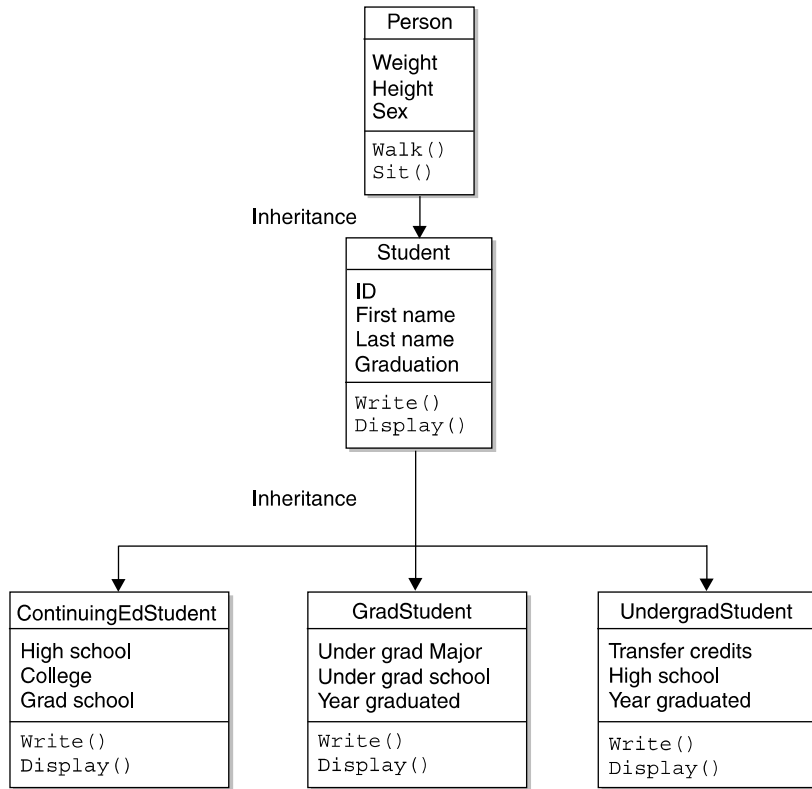 Person
Weight
Height
Sex
Walk()
Sit()
Inheritance
Student
ID
First name
Last name
Graduation
Write()
Display()
Inheritance
ContinuingEdStudent
High school
College
Grad school
Write()
Display()
GradStudent
Under grad Major
Under grad school
Year graduated
Write()
Display()
UndergradStudent
Transfer credits
High school
Year graduated
Write()
Display()